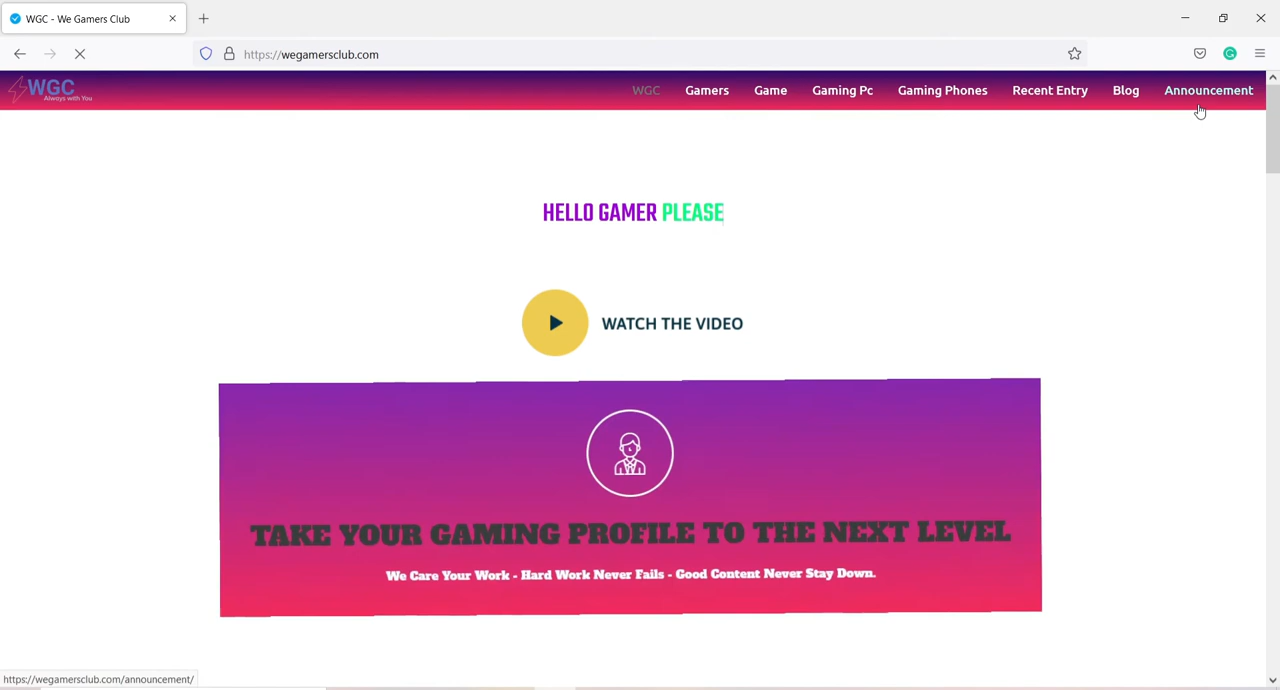 WGC - We Gamers Club
https://wegamersclub.com
WGC
Always with You
WGC Gamers Game Gaming Pc Gaming Phones Recent Entry Blog Announcement
HELLO GAMER PLEASE
WATCH THE VIDEO
TAKE YOUR GAMING PROFILE TO THE NEXT LEVEL
We Care Your Work - Hard Work Never Fails - Good Content Never Stay Down.
https://wegamersclub.com/announcement/